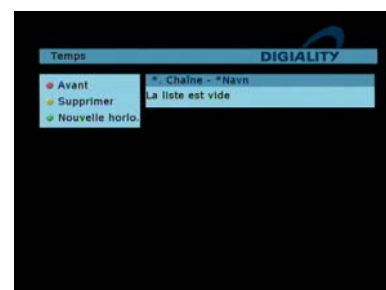 Temps
DIGIALITY
Avant
Supprimer
Nouvelle horlo.
*. Chaîne - *Navn
La liste est vide